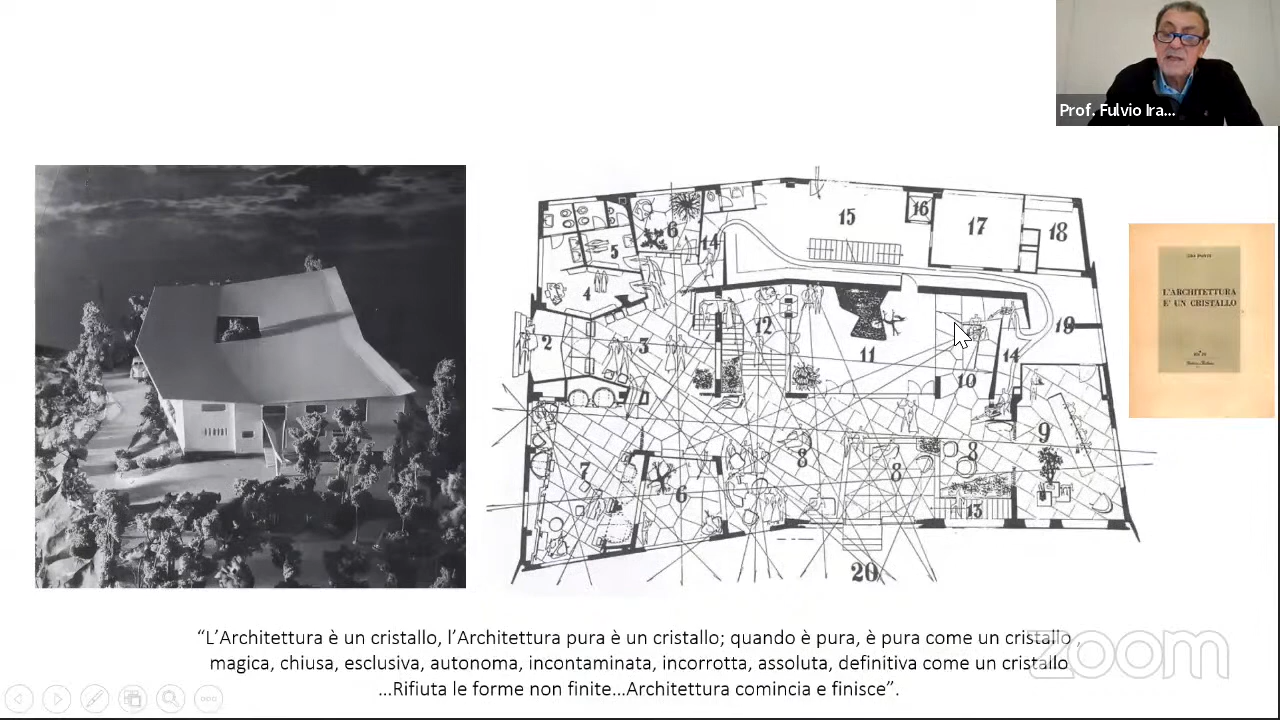 Prof. Fulvio Ira...
GIO PONTI
L'ARCHITETTURA
E' UN CRISTALLO
15
16
17
18
6
14
5
4
2
3
12
11
19
14
10
9
7
6
8
8
8
13
20
“L’Architettura è un cristallo, l’Architettura pura è un cristallo; quando è pura, è pura come un cristallo,
magica, chiusa, esclusiva, autonoma, incontaminata, incorrotta, assoluta, definitiva come un cristallo
...Rifiuta le forme non finite...Architettura comincia e finisce”.
zoom